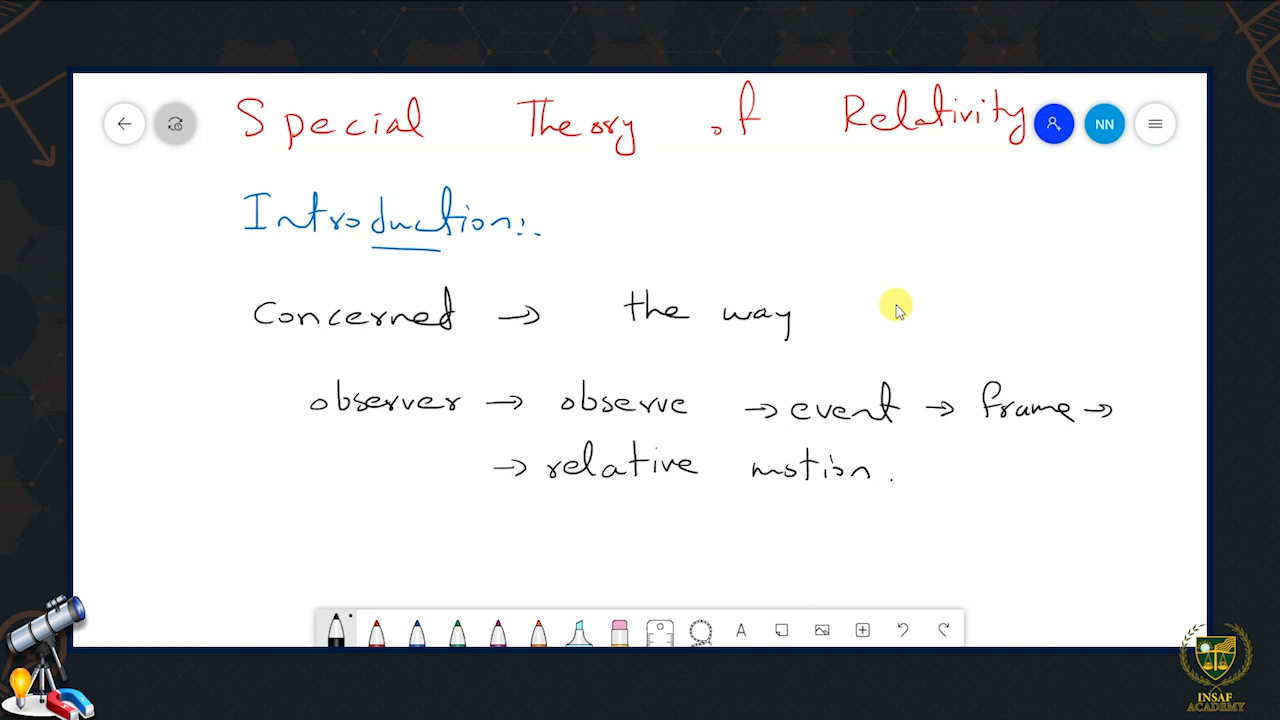 Special Theory of Relativity
NN
Introduction:.
Concerned → the way
observer → observe → event → frame →
→ relative motion.
A
INSAF
ACADEMY